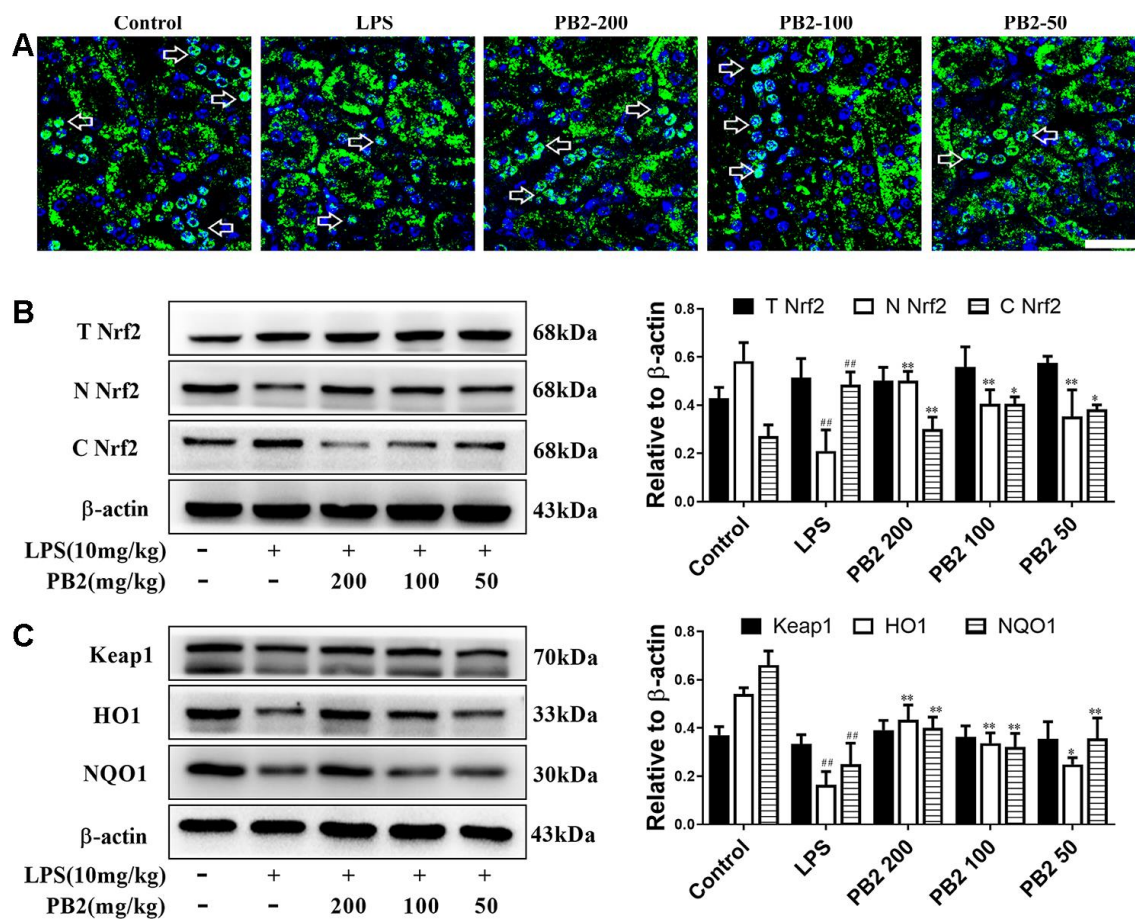 Control LPS PB2-200 PB2-100 PB2-50
A
B
T Nrf2 68kDa
N Nrf2 68kDa
C Nrf2 68kDa
β-actin 43kDa
LPS(10mg/kg) - + + + +
PB2(mg/kg) - - 200 100 50
T Nrf2 N Nrf2 C Nrf2
Relative to β-actin
0.8
0.6
0.4
0.2
0.0
## ## ** ** ** * ** *
Control LPS PB2 200 PB2 100 PB2 50
C
Keap1 70kDa
HO1 33kDa
NQO1 30kDa
β-actin 43kDa
LPS(10mg/kg) - + + + +
PB2(mg/kg) - - 200 100 50
Keap1 HO1 NQO1
Relative to β-actin
0.8
0.6
0.4
0.2
0.0
## ## ** ** ** ** * **
Control LPS PB2 200 PB2 100 PB2 50